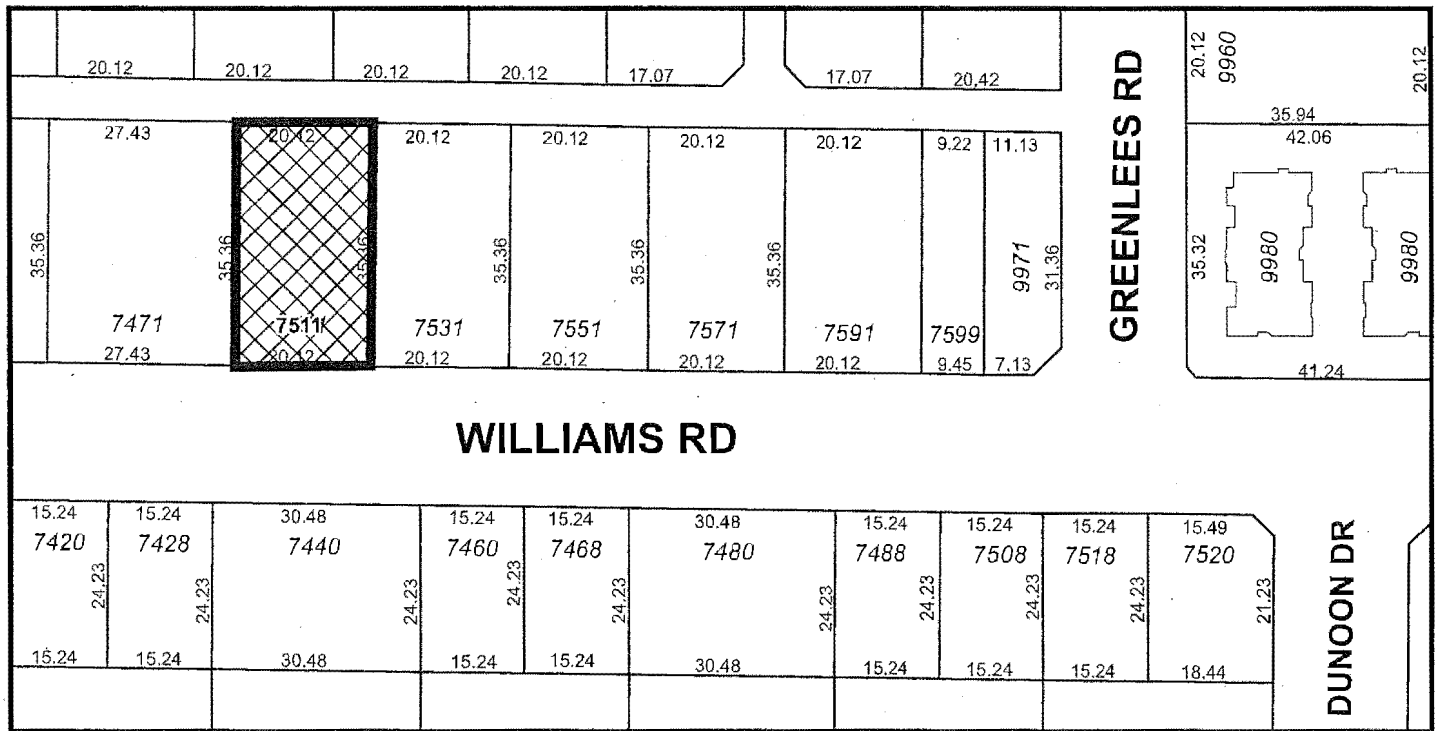 20.12 20.12 20.12 20.12 17.07 17.07 20.42
GREENLEES RD
20.12 9960 20.12
35.94
42.06
27.43 20.12 20.12 20.12 20.12 20.12 9.22 11.13
35.36 35.36 35.36 35.36 35.36 35.36 9971 31.36
35.32 9980 9980
7471 7511 7531 7551 7571 7591 7599
27.43 20.12 20.12 20.12 20.12 20.12 9.45 7.13
41.24
WILLIAMS RD
15.24 15.24 30.48 15.24 15.24 30.48 15.24 15.24 15.24 15.49
7420 7428 7440 7460 7468 7480 7488 7508 7518 7520
24.23 24.23 24.23 24.23 24.23 24.23 24.23 24.23 24.23 21.23
DUNOON DR
15.24 15.24 30.48 15.24 15.24 30.48 15.24 15.24 15.24 18.44